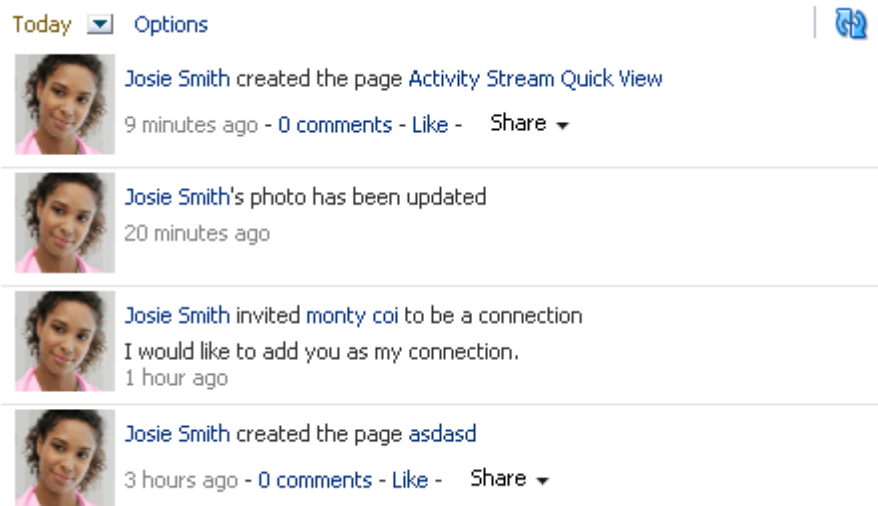 Today Options
Josie Smith created the page Activity Stream Quick View
9 minutes ago - 0 comments - Like - Share
Josie Smith's photo has been updated
20 minutes ago
Josie Smith invited monty coi to be a connection
I would like to add you as my connection.
1 hour ago
Josie Smith created the page asdasd
3 hours ago - 0 comments - Like - Share